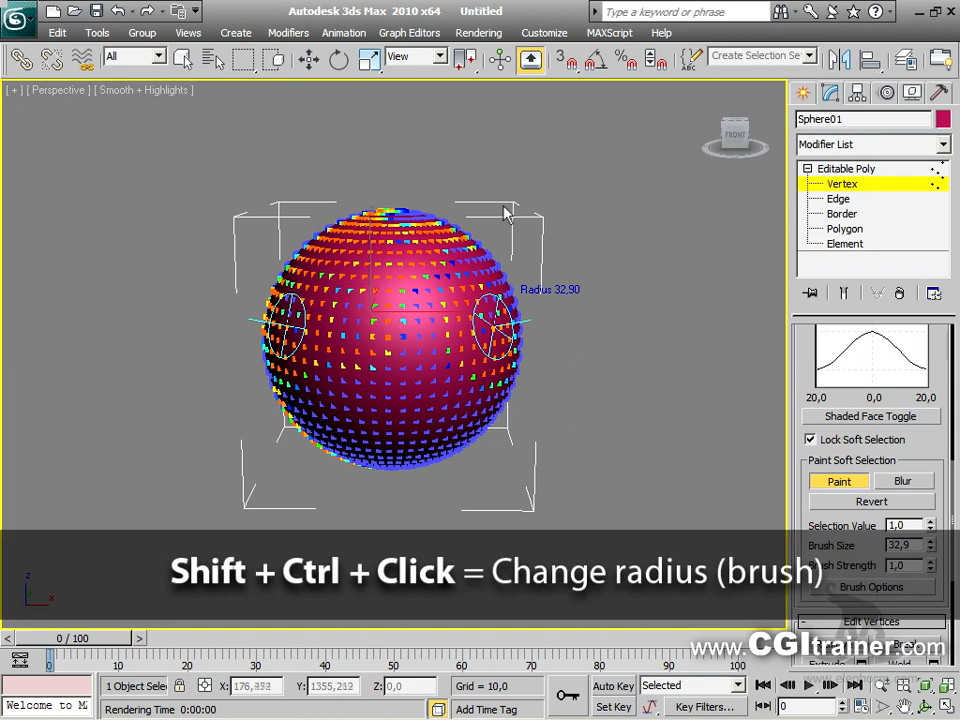 Autodesk 3ds Max 2010 x64 Untitled
Type a keyword or phrase
Edit Tools Group Views Create Modifiers Animation Graph Editors Rendering Customize MAXScript Help
All
View
3
Create Selection Se
[ + ] [ Perspective ] [ Smooth + Highlights ]
FRONT
Sphere01
Modifier List
Editable Poly
Vertex
Edge
Border
Polygon
Element
Radius 32,90
20,0 0,0 20,0
Shaded Face Toggle
Lock Soft Selection
Paint Soft Selection
Paint Blur
Revert
Selection Value 1,0
Brush Size 32,9
Brush Strength 1,0
Brush Options
Shift + Ctrl + Click = Change radius (brush)
Edit Vertices
z
x
www.CGItrainer.com
0 / 100
0 10 20 30 40 50 60 70 80 90 100
1 Object Sele X: Y: Z: 0,0 Grid = 10,0
Auto Key Selected
Welcome to M
Rendering Time 0:00:00 Add Time Tag
Set Key Key Filters... 0